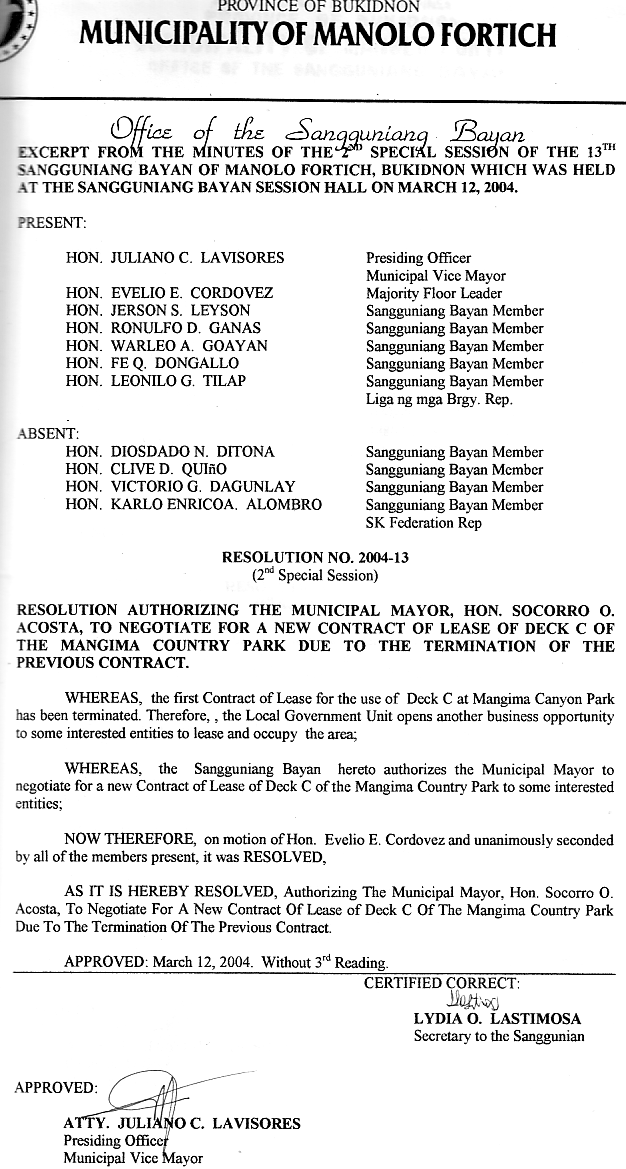 PROVINCE OF BUKIDNON
MUNICIPALITY OF MANOLO FORTICH
Office of the Sangguniang Bayan
EXCERPT FROM THE MINUTES OF THE 2nd SPECIAL SESSION OF THE 13TH
SANGGUNIANG BAYAN OF MANOLO FORTICH, BUKIDNON WHICH WAS HELD
AT THE SANGGUNIANG BAYAN SESSION HALL ON MARCH 12, 2004.
PRESENT:
HON. JULIANO C. LAVISORES Presiding Officer
Municipal Vice Mayor
HON. EVELIO E. CORDOVEZ Majority Floor Leader
HON. JERSON S. LEYSON Sangguniang Bayan Member
HON. RONULFO D. GANAS Sangguniang Bayan Member
HON. WARLEO A. GOAYAN Sangguniang Bayan Member
HON. FE Q. DONGALLO Sangguniang Bayan Member
HON. LEONILO G. TILAP Sangguniang Bayan Member
Liga ng mga Brgy. Rep.
ABSENT:
HON. DIOSDADO N. DITONA Sangguniang Bayan Member
HON. CLIVE D. QUIñO Sangguniang Bayan Member
HON. VICTORIO G. DAGUNLAY Sangguniang Bayan Member
HON. KARLO ENRICOA. ALOMBRO Sangguniang Bayan Member
SK Federation Rep
RESOLUTION NO. 2004-13
(2nd Special Session)
RESOLUTION AUTHORIZING THE MUNICIPAL MAYOR, HON. SOCORRO O.
ACOSTA, TO NEGOTIATE FOR A NEW CONTRACT OF LEASE OF DECK C OF
THE MANGIMA COUNTRY PARK DUE TO THE TERMINATION OF THE
PREVIOUS CONTRACT.
WHEREAS, the first Contract of Lease for the use of Deck C at Mangima Canyon Park
has been terminated. Therefore, , the Local Government Unit opens another business opportunity
to some interested entities to lease and occupy the area;
WHEREAS, the Sangguniang Bayan hereto authorizes the Municipal Mayor to
negotiate for a new Contract of Lease of Deck C of the Mangima Country Park to some interested
entities;
NOW THEREFORE, on motion of Hon. Evelio E. Cordovez and unanimously seconded
by all of the members present, it was RESOLVED,
AS IT IS HEREBY RESOLVED, Authorizing The Municipal Mayor, Hon. Socorro O.
Acosta, To Negotiate For A New Contract Of Lease of Deck C Of The Mangima Country Park
Due To The Termination Of The Previous Contract.
APPROVED: March 12, 2004. Without 3rd Reading.
CERTIFIED CORRECT:
LYDIA O. LASTIMOSA
Secretary to the Sanggunian
APPROVED:
ATTY. JULIANO C. LAVISORES
Presiding Officer
Municipal Vice Mayor